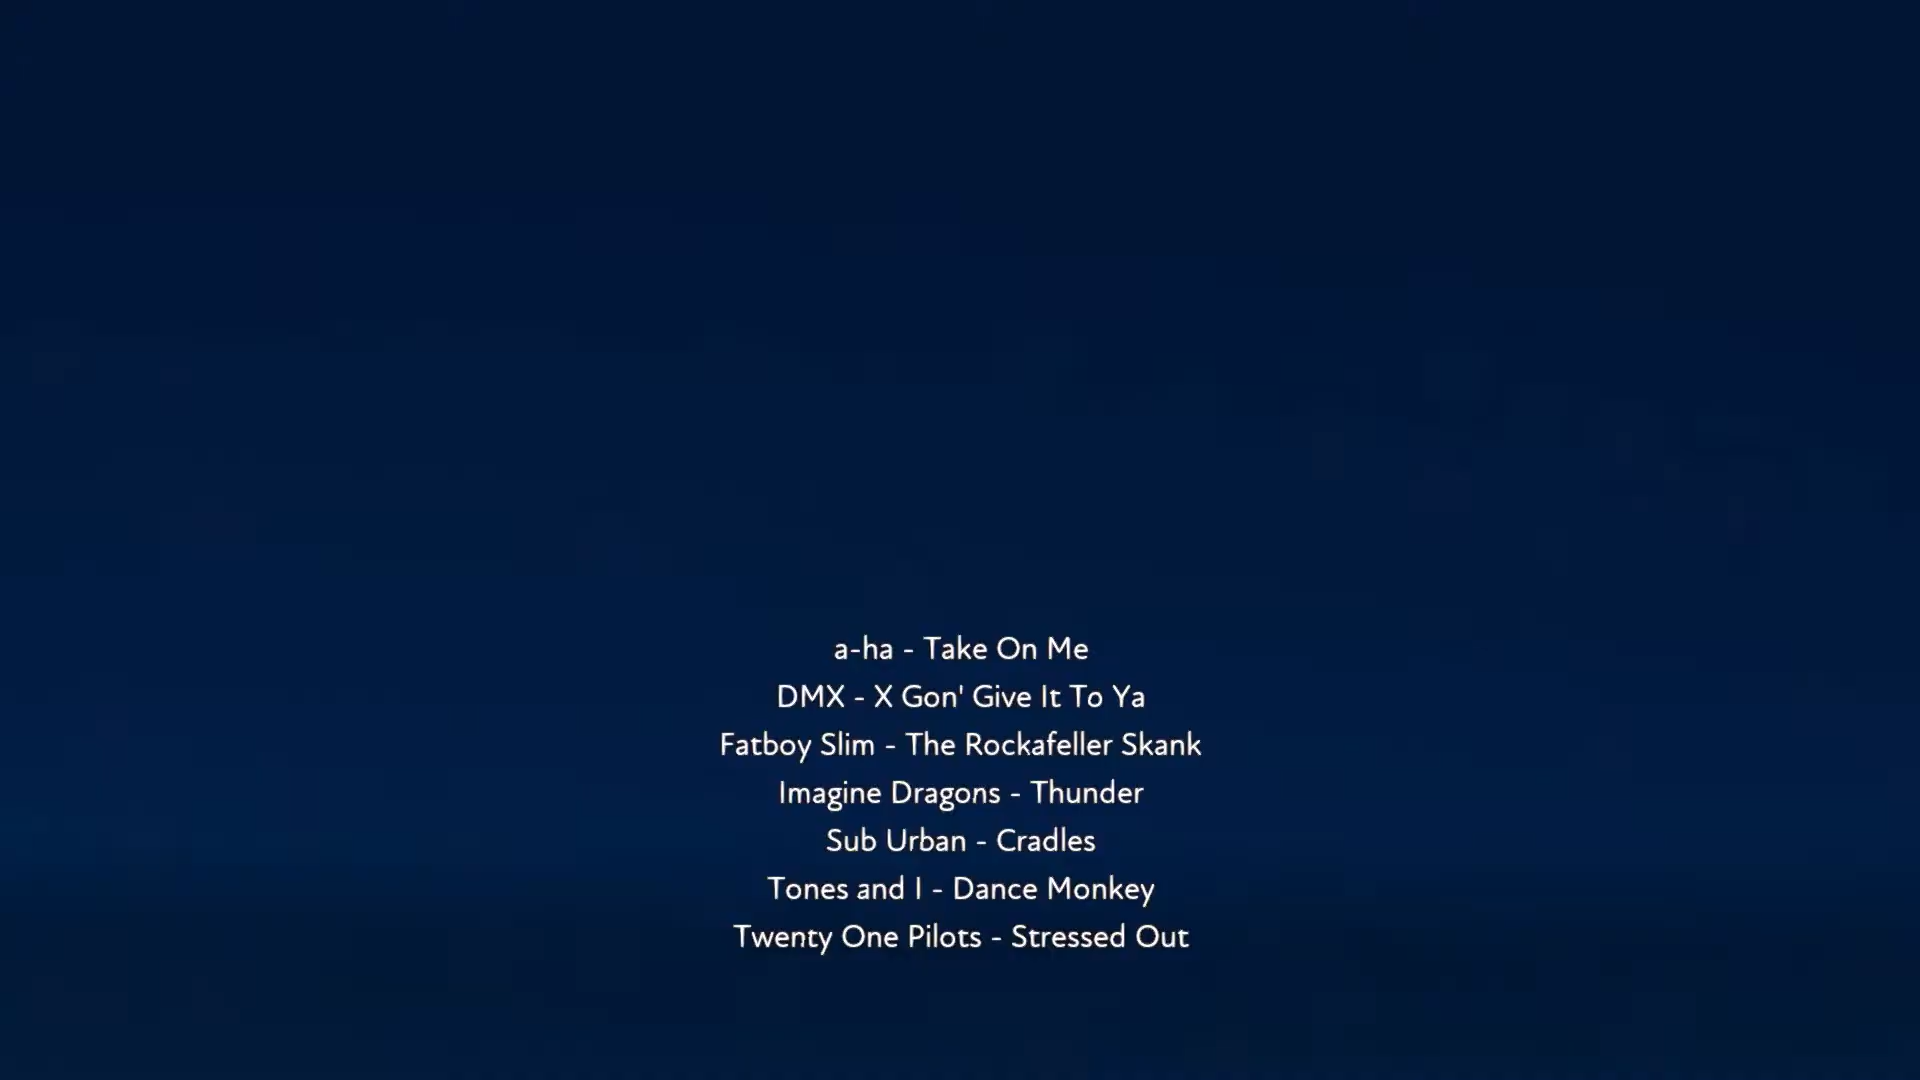 a-ha - Take On Me
DMX - X Gon' Give It To Ya
Fatboy Slim - The Rockafeller Skank
Imagine Dragons - Thunder
Sub Urban - Cradles
Tones and I - Dance Monkey
Twenty One Pilots - Stressed Out